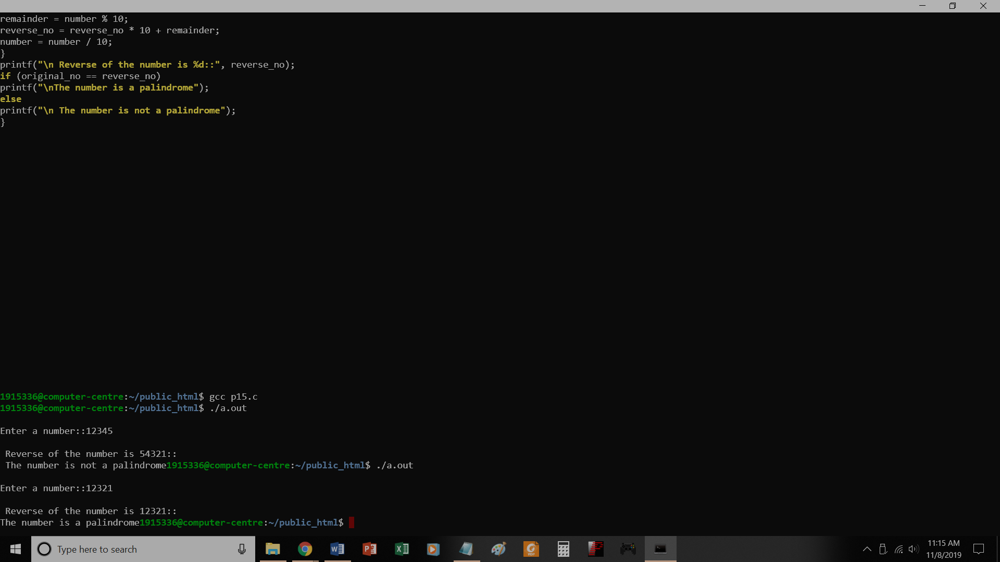 remainder = number % 10;
reverse_no = reverse_no * 10 + remainder;
number = number / 10;
}
printf("\n Reverse of the number is %d::", reverse_no);
if (original_no == reverse_no)
printf("\nThe number is a palindrome");
else
printf("\n The number is not a palindrome");
}
1915336@computer-centre:~/public_html$ gcc p15.c
1915336@computer-centre:~/public_html$ ./a.out
Enter a number::12345
 Reverse of the number is 54321::
 The number is not a palindrome1915336@computer-centre:~/public_html$ ./a.out
Enter a number::12321
 Reverse of the number is 12321::
The number is a palindrome1915336@computer-centre:~/public_html$
Type here to search
11:15 AM
11/8/2019